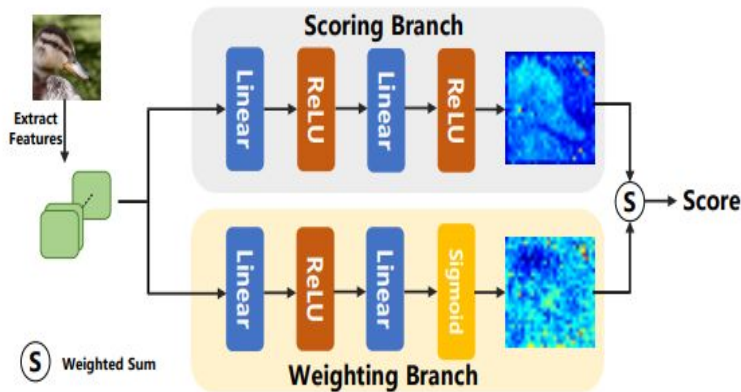 Scoring Branch
Extract
Features
Linear
ReLU
Linear
ReLU
S
Score
Linear
ReLU
Linear
Sigmoid
S Weighted Sum
Weighting Branch